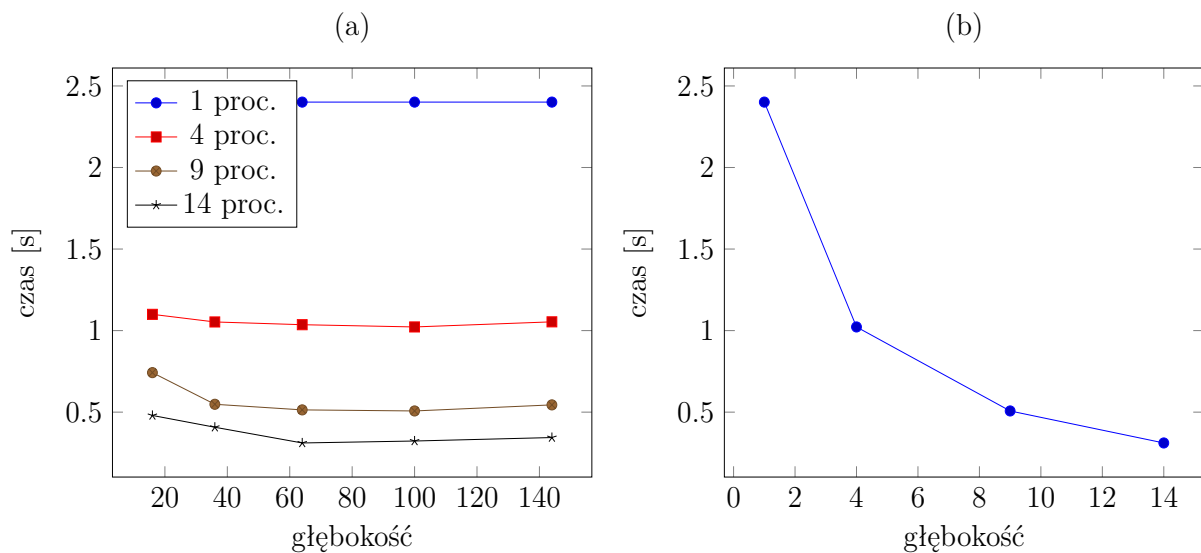 (a)
2.5
2
1.5
1
0.5
20 40 60 80 100 120 140
czas [s]
głębokość
1 proc.
4 proc.
9 proc.
14 proc.
(b)
2.5
2
1.5
1
0.5
0 2 4 6 8 10 12 14
czas [s]
głębokość